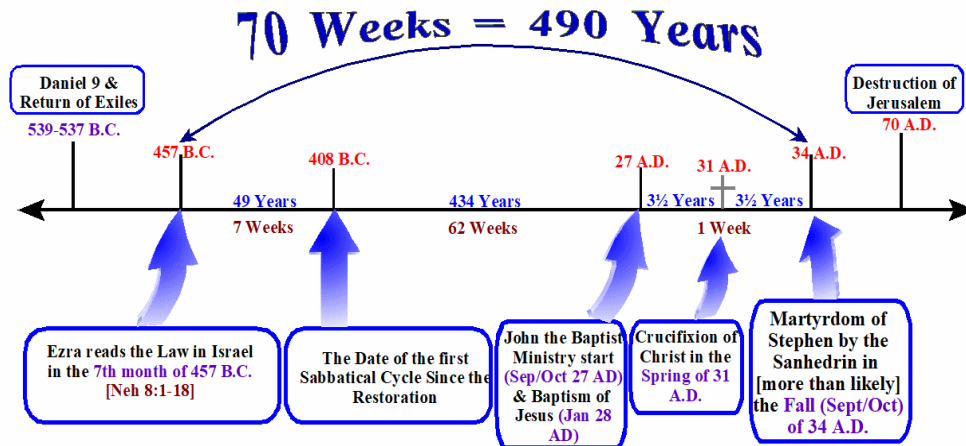 70 Weeks = 490 Years
Daniel 9 &
Return of Exiles
539-537 B.C.
457 B.C.
408 B.C.
27 A.D.
31 A.D.
34 A.D.
Destruction of
Jerusalem
70 A.D.
49 Years
434 Years
3½ Years
3½ Years
7 Weeks
62 Weeks
1 Week
Ezra reads the Law in Israel
in the 7th month of 457 B.C.
[Neh 8:1-18]
The Date of the first
Sabbatical Cycle Since the
Restoration
John the Baptist
Ministry start
(Sep/Oct 27 AD)
& Baptism of
Jesus (Jan 28
AD)
Crucifixion of
Christ in the
Spring of 31
A.D.
Martyrdom of
Stephen by the
Sanhedrin in
[more than likely]
the Fall (Sept/Oct)
of 34 A.D.